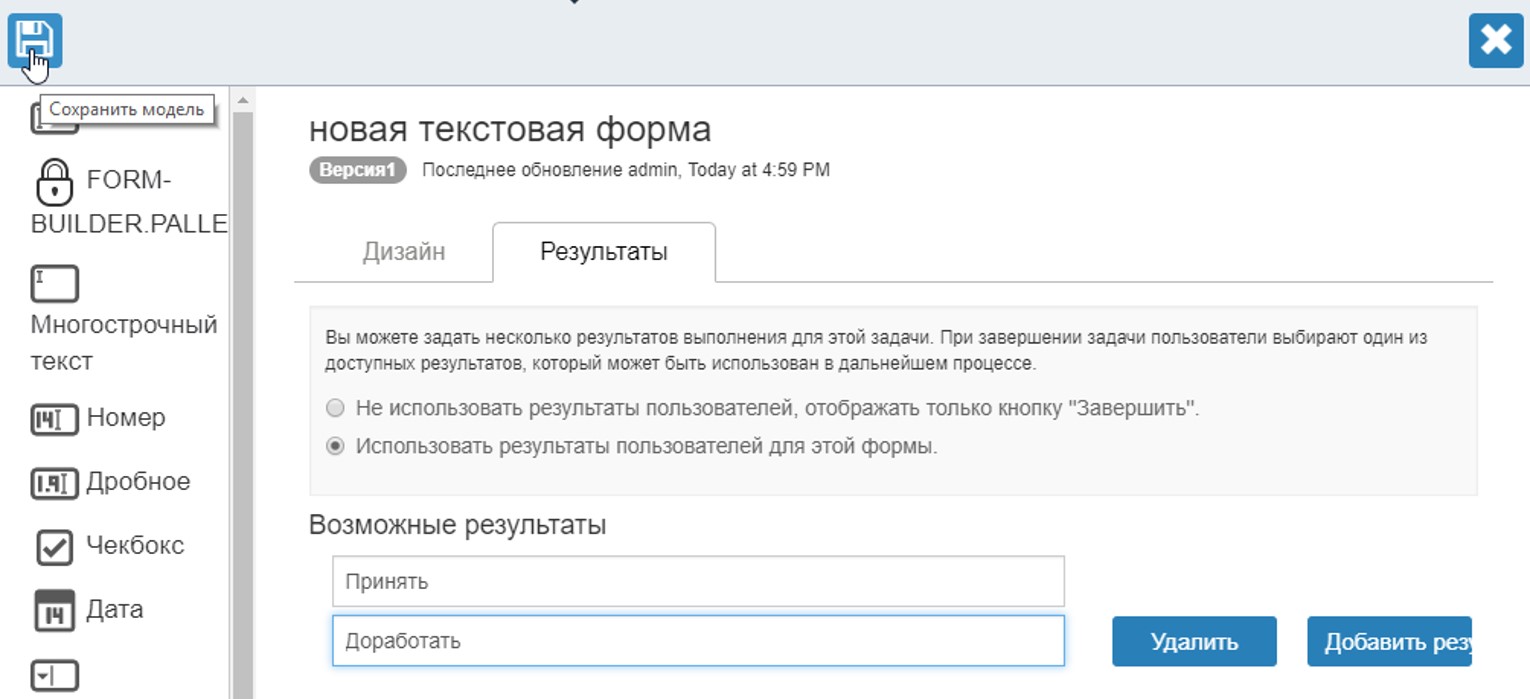 Сохранить модель
FORM-
BUILDER.PALLE
Многострочный
текст
Номер
Дробное
Чекбокс
Дата
новая текстовая форма
Версия1 Последнее обновление admin, Today at 4:59 PM
Дизайн Результаты
Вы можете задать несколько результатов выполнения для этой задачи. При завершении задачи пользователи выбирают один из
доступных результатов, который может быть использован в дальнейшем процессе.
Не использовать результаты пользователей, отображать только кнопку "Завершить".
Использовать результаты пользователей для этой формы.
Возможные результаты
Принять
Доработать
Удалить Добавить резу